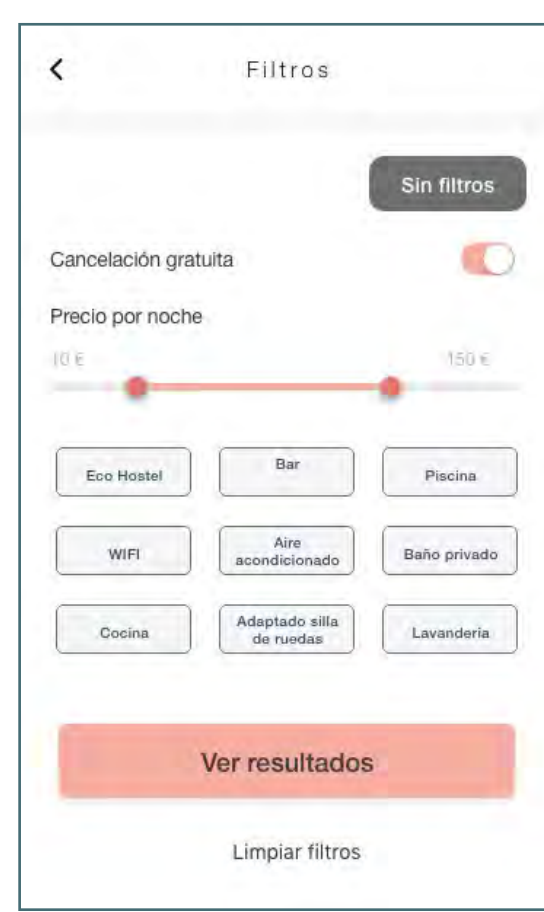 Filtros
Sin filtros
Cancelación gratuita
Precio por noche
10 € 150 €
Eco Hostel
Bar
Piscina
WIFI
Aire
acondicionado
Baño privado
Cocina
Adaptado silla
de ruedas
Lavandería
Ver resultados
Limpiar filtros